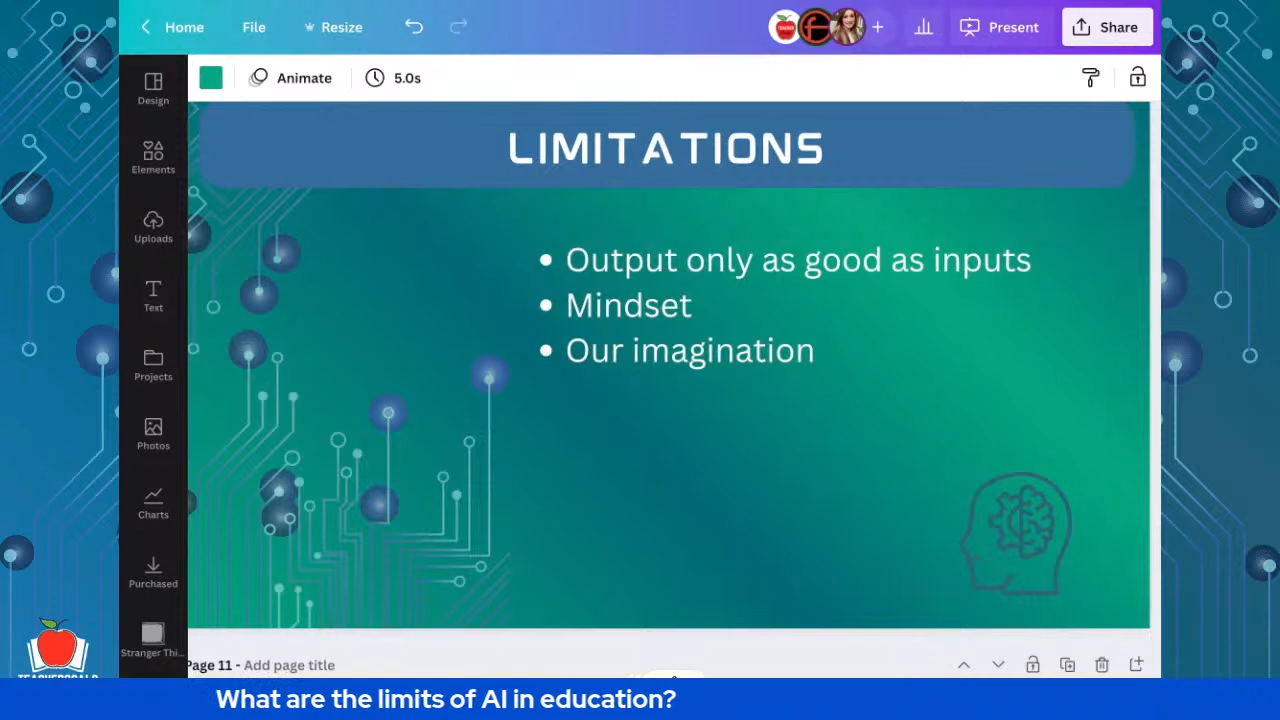 Home File Resize Present Share
Animate 5.0s
Design
Elements
Uploads
Text
Projects
Photos
Charts
Purchased
Stranger Thi...
LIMITATIONS
• Output only as good as inputs
• Mindset
• Our imagination
Page 11 - Add page title
What are the limits of AI in education?